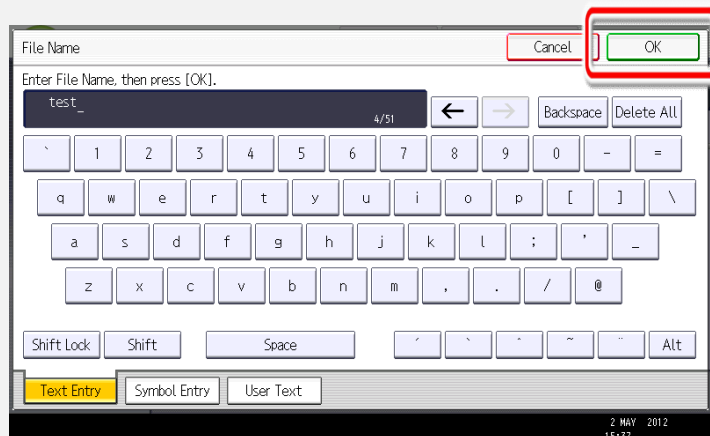 File Name Cancel OK
Enter File Name, then press [OK].
test_
4/51 ← → Backspace Delete All
` 1 2 3 4 5 6 7 8 9 0 - =
q w e r t y u i o p [ ] \
a s d f g h j k l ; ' _
z x c v b n m , . / @
Shift Lock Shift Space ´ ` ^ ~ ¨ Alt
Text Entry Symbol Entry User Text
2 MAY 2012
15:37